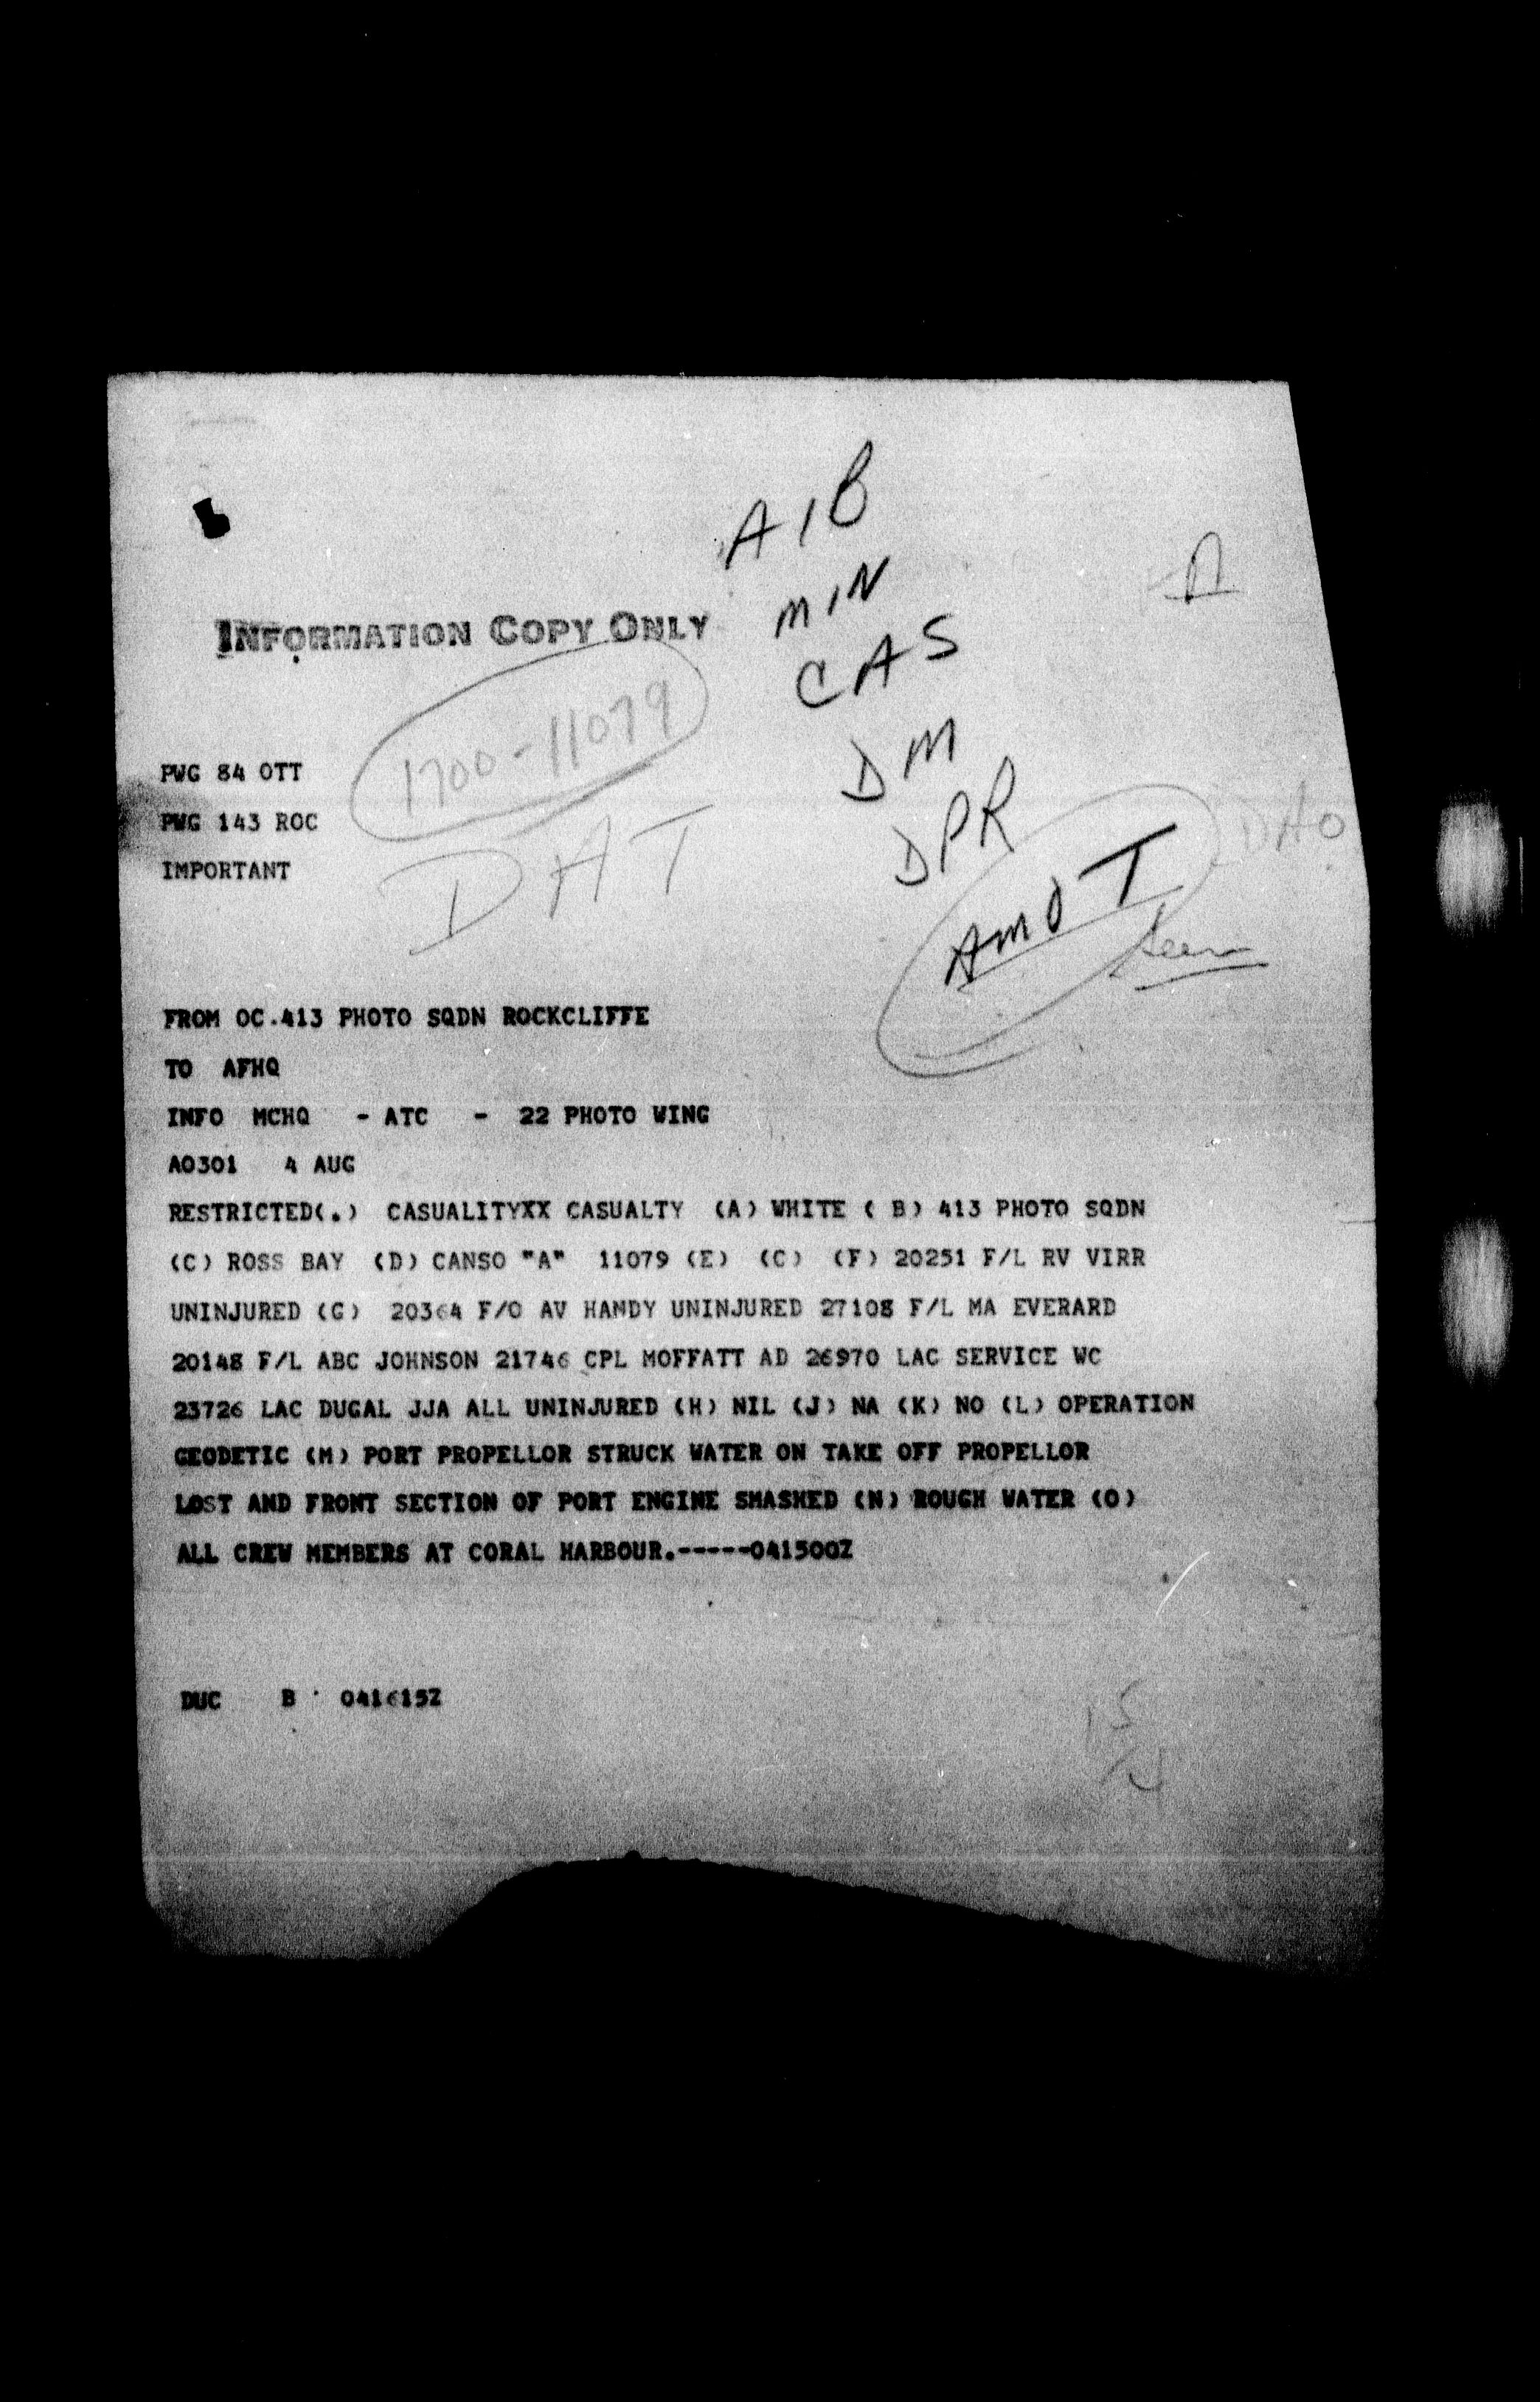 AIB
MIN
INFORMATION COPY ONLY
CAS
1700-11079
DM
PWG 84 OTT
DPR
PWG 143 ROC
DAO
IMPORTANT
DAT
AMOT
Seen
FROM OC.413 PHOTO SQDN ROCKCLIFFE
TO AFHQ
INFO MCHQ - ATC - 22 PHOTO WING
AO301 4 AUG
RESTRICTED(.) CASUALITYXX CASUALTY (A) WHITE ( B) 413 PHOTO SQDN
(C) ROSS BAY (D) CANSO "A" 11079 (E) (C) (F) 20251 F/L RV VIRR
UNINJURED (G) 20364 F/O AV HANDY UNINJURED 27108 F/L MA EVERARD
20148 F/L ABC JOHNSON 21746 CPL MOFFATT AD 26970 LAC SERVICE WC
23726 LAC DUGAL JJA ALL UNINJURED (H) NIL (J) NA (K) NO (L) OPERATION
GEODETIC (M) PORT PROPELLOR STRUCK WATER ON TAKE OFF PROPELLOR
LOST AND FRONT SECTION OF PORT ENGINE SMASHED (N) ROUGH WATER (O)
ALL CREW MEMBERS AT CORAL HARBOUR.-----041500Z
DUC B 041615Z